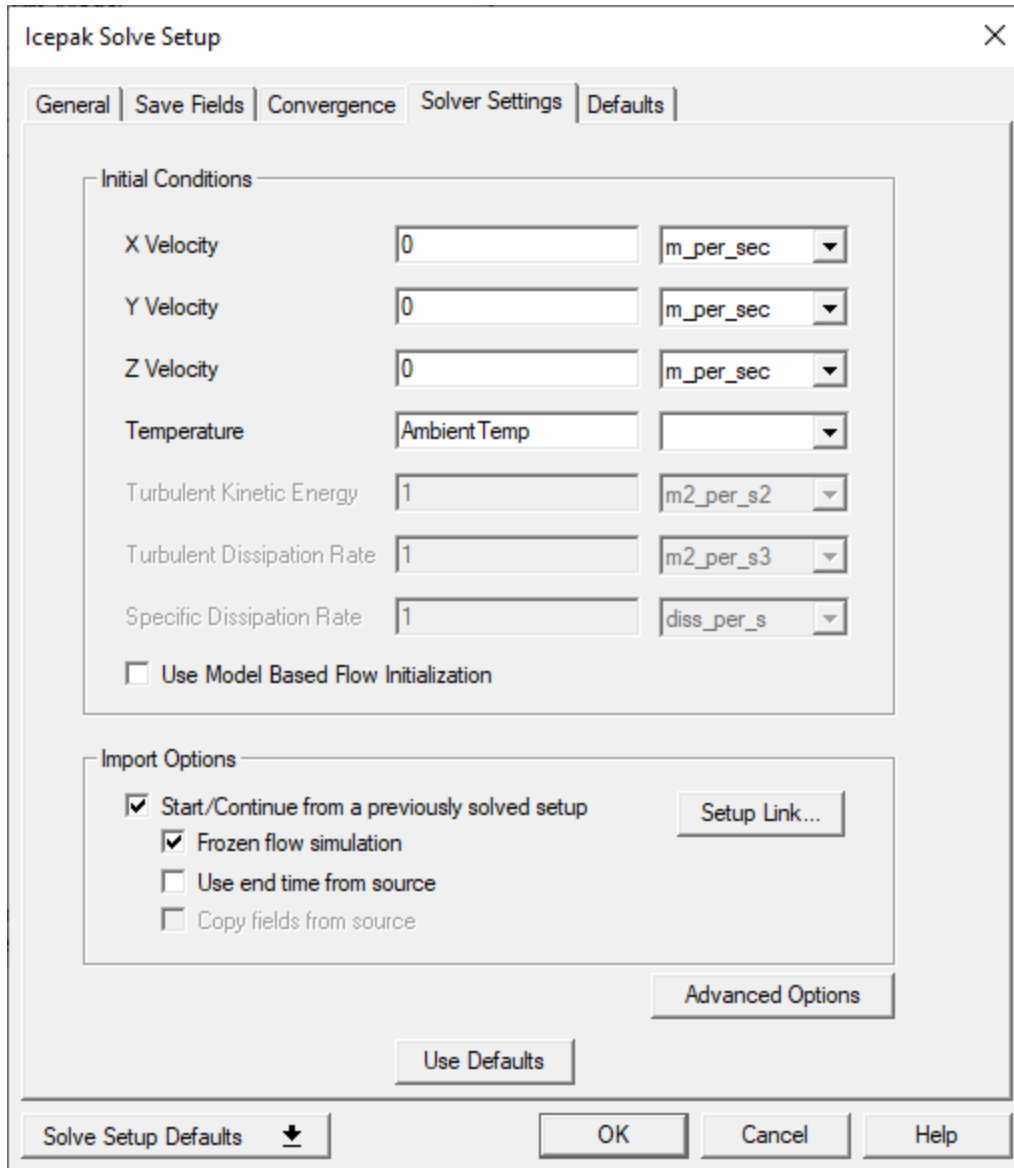 Icepak Solve Setup
General Save Fields Convergence Solver Settings Defaults
Initial Conditions
X Velocity 0 m_per_sec
Y Velocity 0 m_per_sec
Z Velocity 0 m_per_sec
Temperature AmbientTemp
Turbulent Kinetic Energy 1 m2_per_s2
Turbulent Dissipation Rate 1 m2_per_s3
Specific Dissipation Rate 1 diss_per_s
Use Model Based Flow Initialization
Import Options
Start/Continue from a previously solved setup Setup Link...
Frozen flow simulation
Use end time from source
Copy fields from source
Advanced Options
Use Defaults
Solve Setup Defaults OK Cancel Help